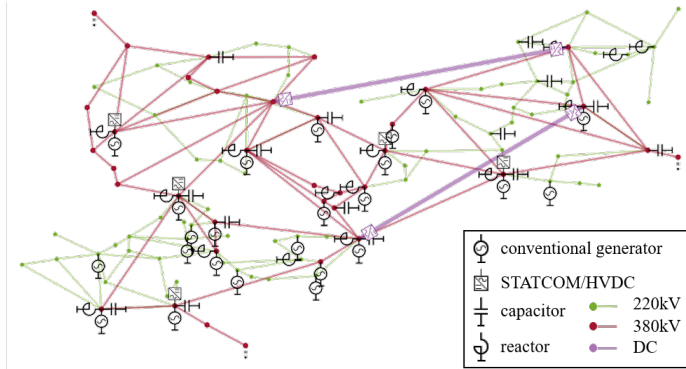 conventional generator
STATCOM/HVDC
capacitor
220kV
380kV
reactor
DC